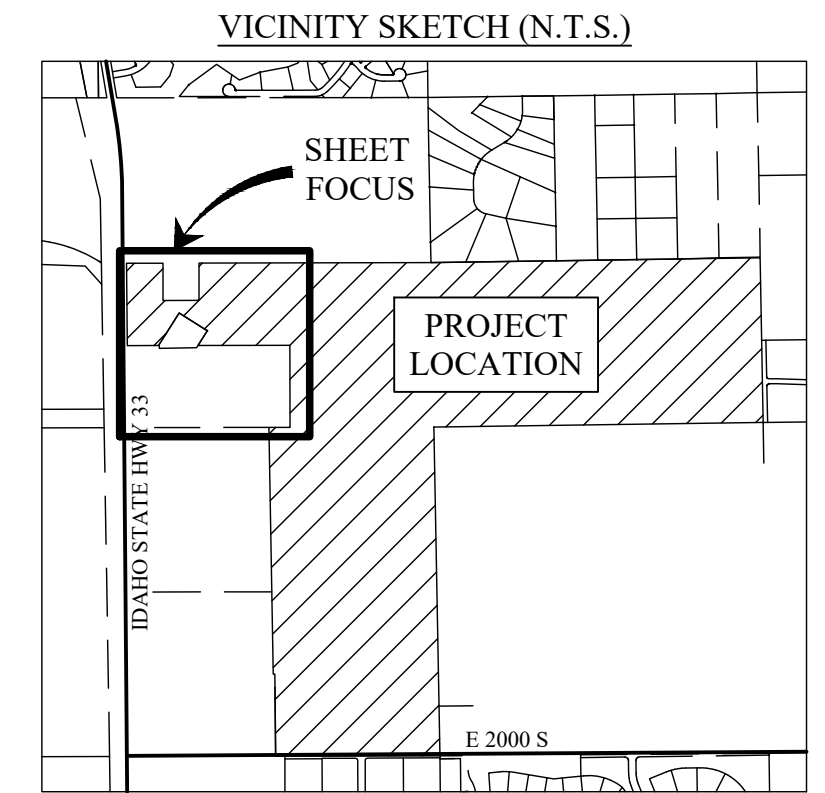 VICINITY SKETCH (N.T.S.)
SHEET
FOCUS
PROJECT
LOCATION
IDAHO STATE HWY 33
E 2000 S